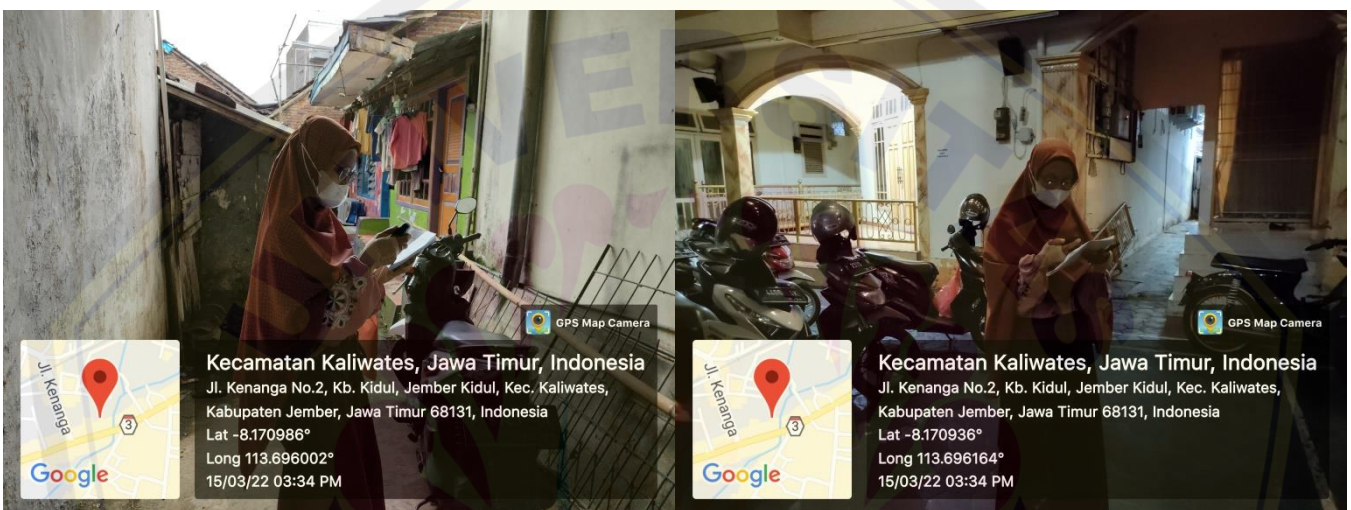 GPS Map Camera
Jl. Kenanga
3
Google
Kecamatan Kaliwates, Jawa Timur, Indonesia
Jl. Kenanga No.2, Kb. Kidul, Jember Kidul, Kec. Kaliwates,
Kabupaten Jember, Jawa Timur 68131, Indonesia
Lat -8.170986°
Long 113.696002°
15/03/22 03:34 PM
GPS Map Camera
Jl. Kenanga
3
Google
Kecamatan Kaliwates, Jawa Timur, Indonesia
Jl. Kenanga No.2, Kb. Kidul, Jember Kidul, Kec. Kaliwates,
Kabupaten Jember, Jawa Timur 68131, Indonesia
Lat -8.170936°
Long 113.696164°
15/03/22 03:34 PM